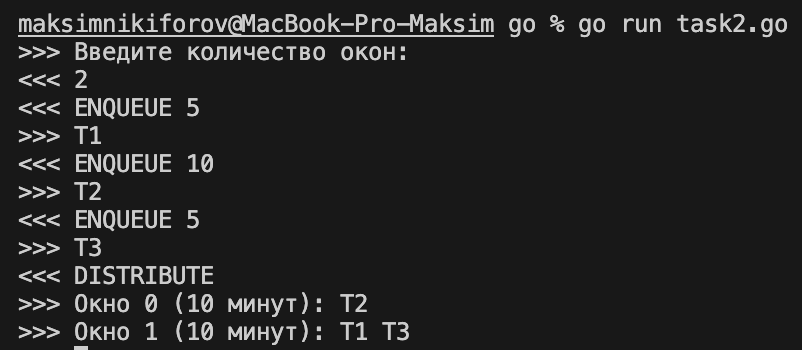 maksimnikiforov@MacBook-Pro-Maksim go % go run task2.go
>>> Введите количество окон:
<<< 2
<<< ENQUEUE 5
>>> T1
<<< ENQUEUE 10
>>> T2
<<< ENQUEUE 5
>>> T3
<<< DISTRIBUTE
>>> Окно 0 (10 минут): T2
>>> Окно 1 (10 минут): T1 T3